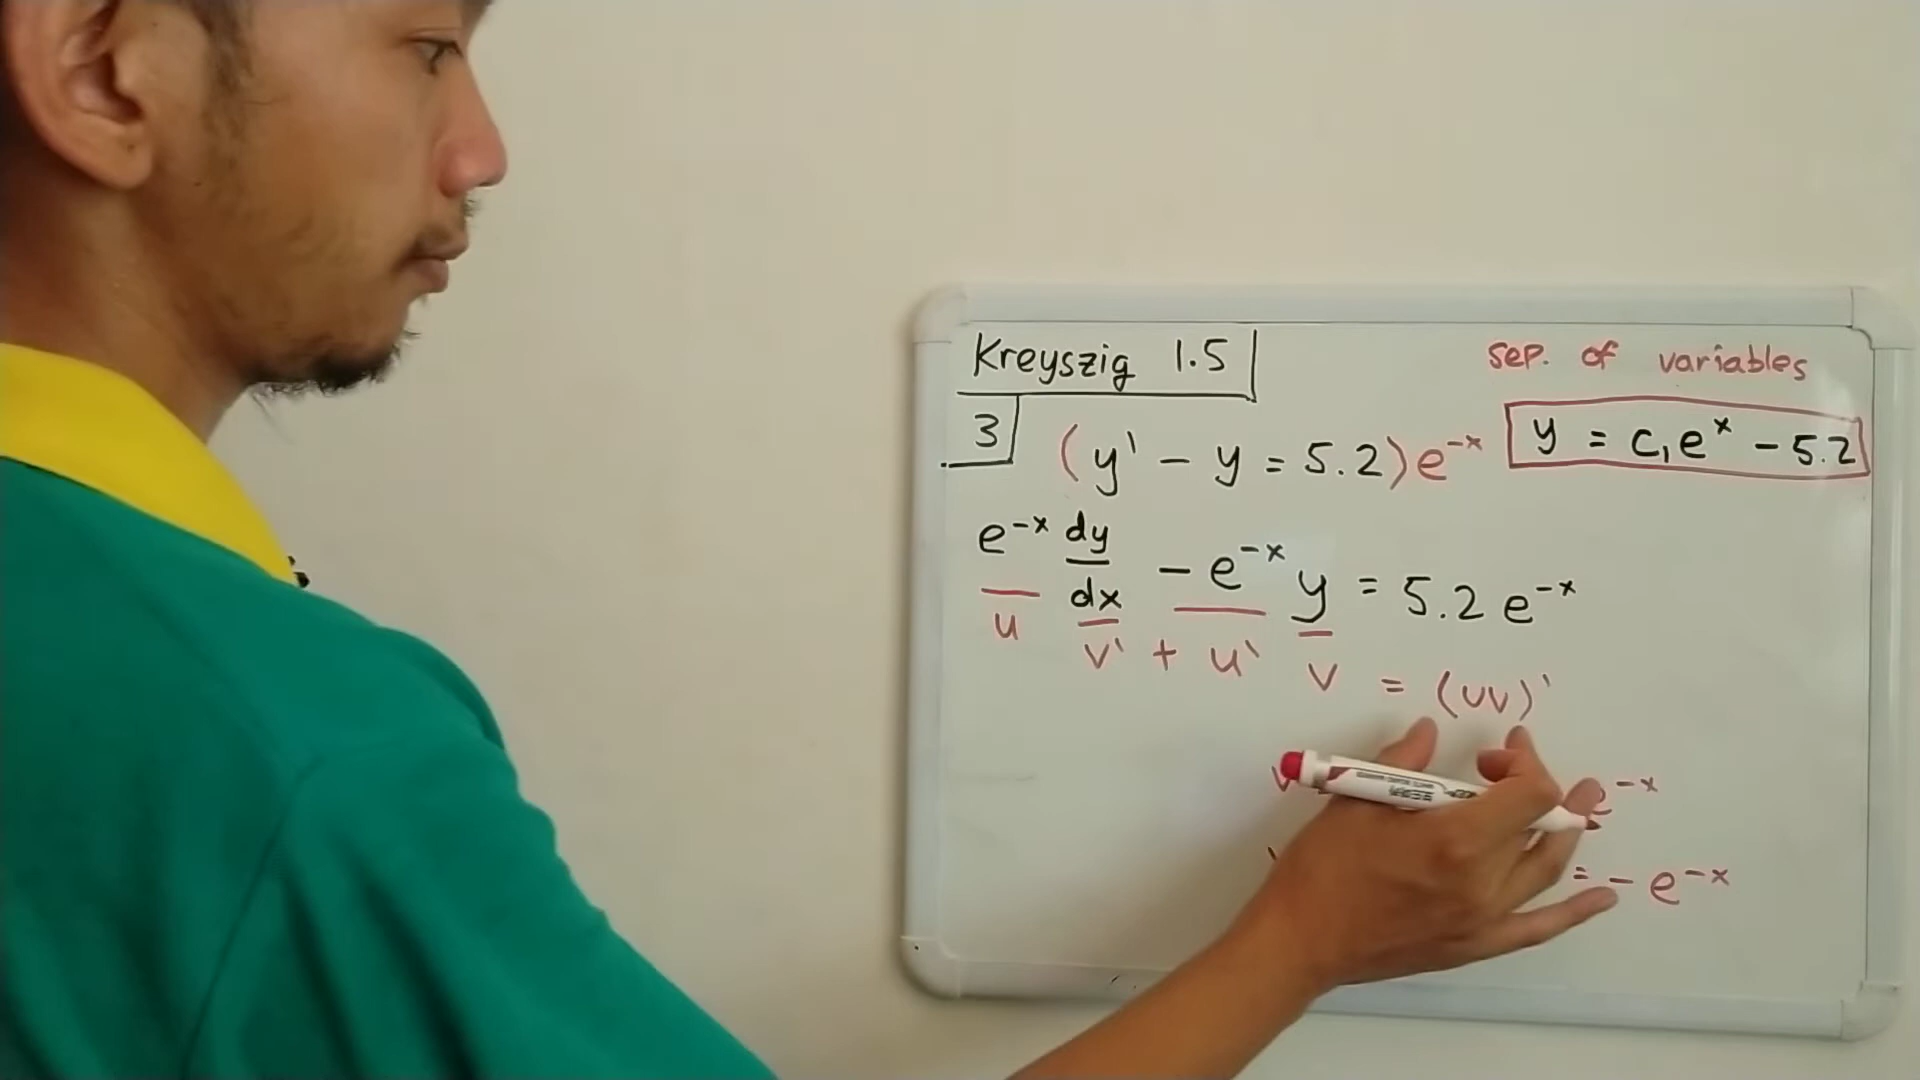 Kreyszig 1.5
sep. of variables
3
(y' - y = 5.2)e^-x
y = c₁e^x - 5.2
e^-x dy/dx - e^-x y = 5.2 e^-x
u v' + u' v = (uv)'
e^-x
= - e^-x